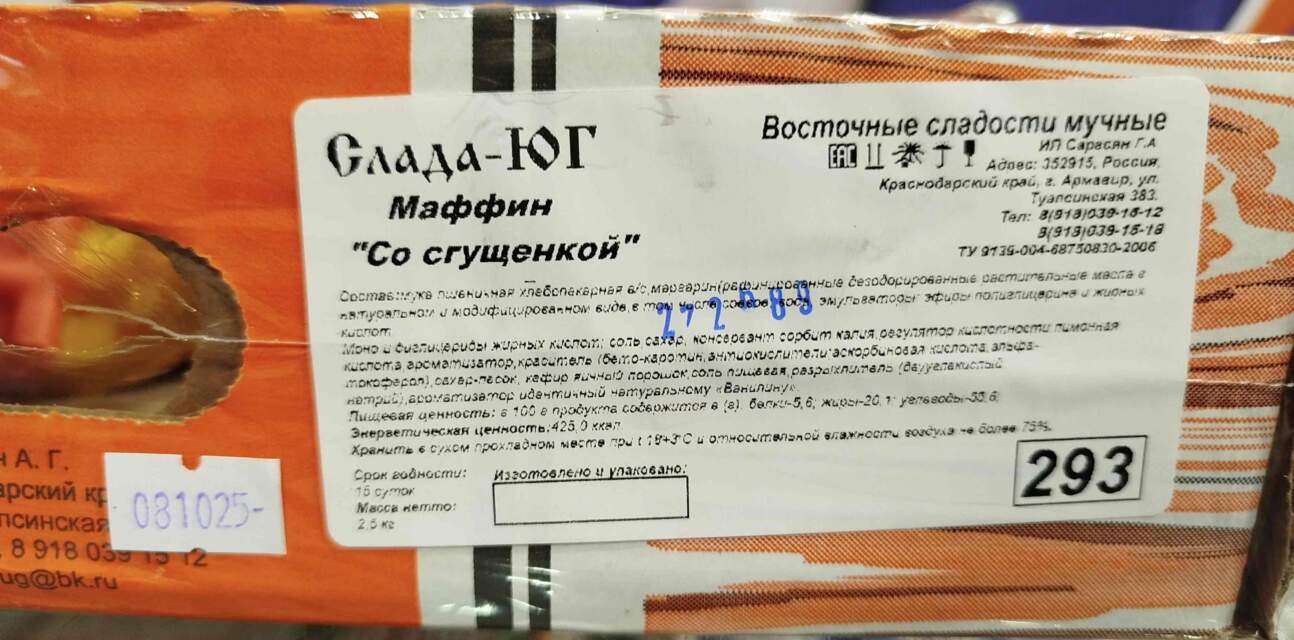 Слада-ЮГ
Маффин
"Со сгущенкой"
Восточные сладости мучные
ЕАС
ИП Сарасян Г.А.
Адрес: 352915, Россия,
Краснодарский край, г. Армавир, ул.
Туапсинская 383.
Тел: 8(918)039-15-12
8(918)039-15-18
ТУ 9139-004-68750830-2006
Состав:мука пшеничная хлебопекарная в/с,маргарин(рафинированные дезодорированные растительные масла в
натуральном и модифицированном виде,в том числе соевое, вода, эмульгаторы: эфиры полиглицерина и жирных
кислот
Моно и диглицериды жирных кислот; соль,сахар, консервант сорбит калия,регулятор кислотности лимонная
кислота,ароматизатор,краситель (бето-каротин,антиокислители:аскорбиновая кислота,альфа-
токоферол),сахар-песок, кефир яичный порошок,соль пищевая,разрыхлитель (двууглекислый
натрий),ароматизатор идентичный натуральному «Ванилин».
Пищевая ценность: в 100 г продукта содержится в (г): белки-5,6; жиры-20,1; углеводы-55,6;
Энергетическая ценность:425,0 ккал.
Хранить в сухом прохладном месте при t 18+3°С и относительной влажности воздуха не более 75%.
Срок годности:
15 суток
Масса нетто:
2,5 кг
Изготовлено и упаковано:
293
н А. Г.
арский кр
псинская
081025-
. 8 918 039 15 12
ug@bk.ru